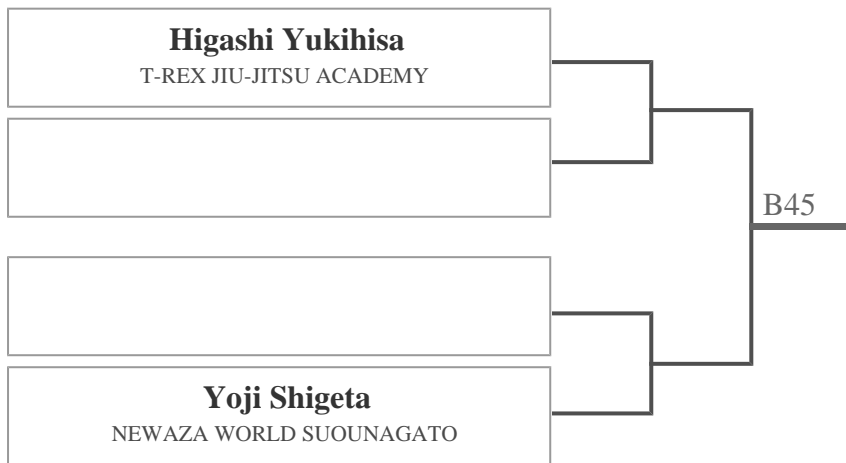 Higashi Yukihisa
T-REX JIU-JITSU ACADEMY
B45
Yoji Shigeta
NEWAZA WORLD SUOUNAGATO